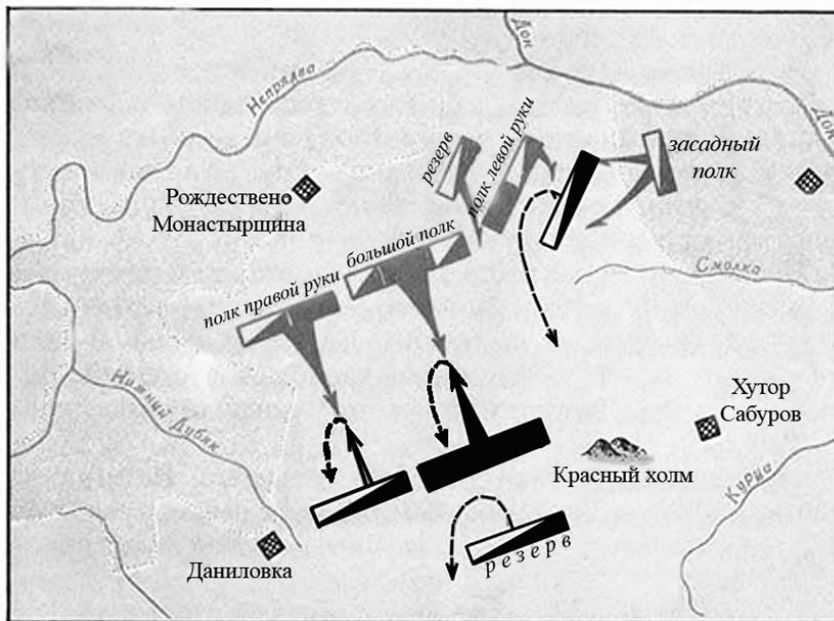 Дон
Непрядва
Дон
резерв
полк левой руки
засадный
полк
Рождествено
Монастырщина
большой полк
полк правой руки
Смолка
Нижний Дубяк
Хутор
Сабуров
Красный холм
Курца
Даниловка
резерв